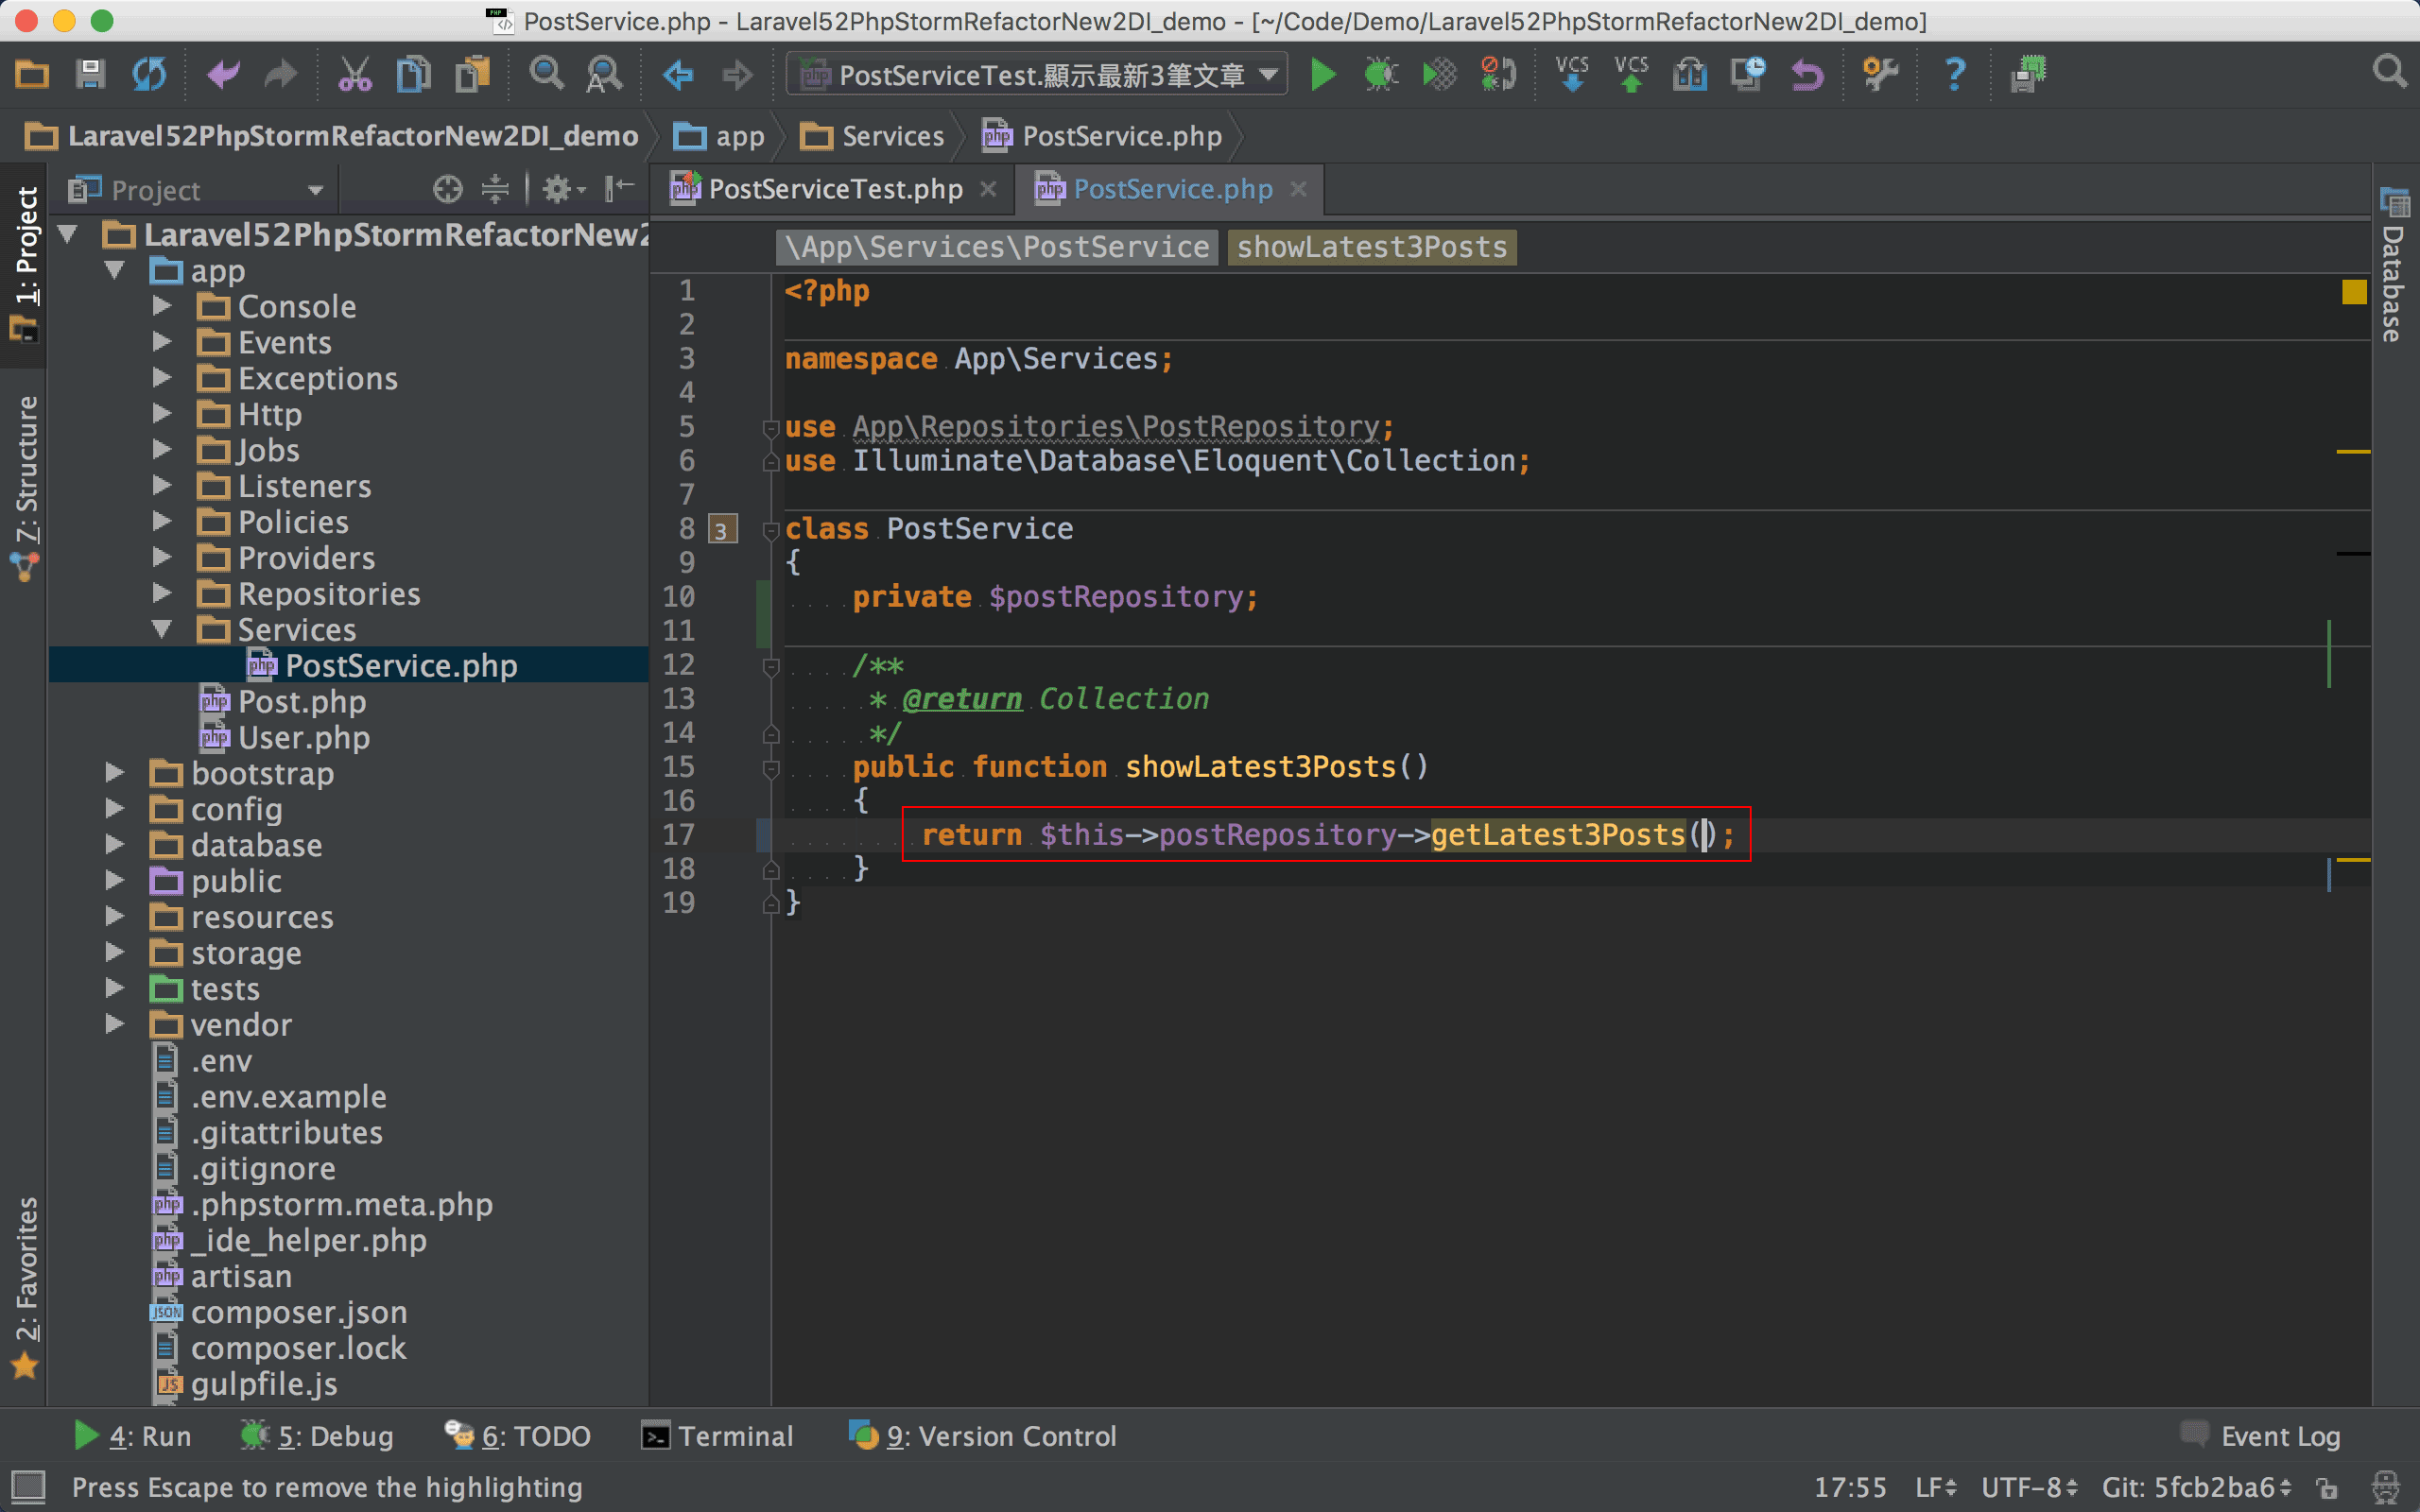 PostService.php - Laravel52PhpStormRefactorNew2DI_demo - [~/Code/Demo/Laravel52PhpStormRefactorNew2DI_demo]
PostServiceTest.顯示最新3筆文章
VCS
VCS
Laravel52PhpStormRefactorNew2DI_demo
app
Services
PostService.php
1: Project
7: Structure
2: Favorites
Project
Laravel52PhpStormRefactorNew2
app
Console
Events
Exceptions
Http
Jobs
Listeners
Policies
Providers
Repositories
Services
PostService.php
Post.php
User.php
bootstrap
config
database
public
resources
storage
tests
vendor
.env
.env.example
.gitattributes
.gitignore
.phpstorm.meta.php
_ide_helper.php
artisan
composer.json
composer.lock
gulpfile.js
PostServiceTest.php
PostService.php
\App\Services\PostService
showLatest3Posts
1 <?php
2
3 namespace App\Services;
4
5 use App\Repositories\PostRepository;
6 use Illuminate\Database\Eloquent\Collection;
7
8 3 class PostService
9 {
10 private $postRepository;
11
12 /**
13 * @return Collection
14 */
15 public function showLatest3Posts()
16 {
17 return $this->postRepository->getLatest3Posts();
18 }
19 }
Database
4: Run
5: Debug
6: TODO
Terminal
9: Version Control
Event Log
Press Escape to remove the highlighting
17:55
LF
UTF-8
Git: 5fcb2ba6